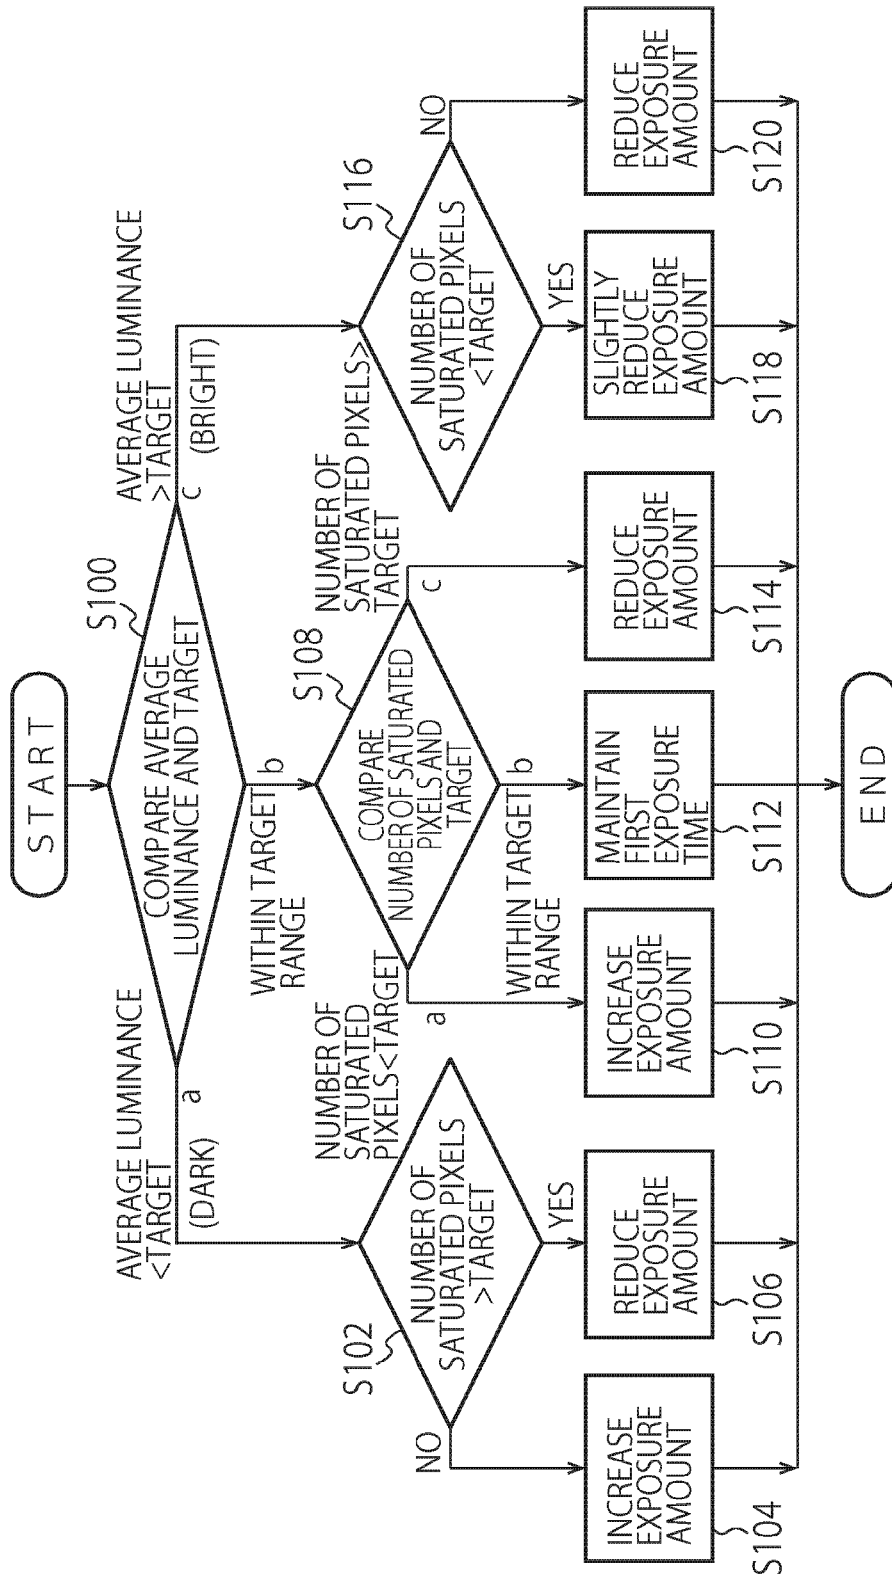 START
S100
COMPARE AVERAGE
LUMINANCE AND TARGET
AVERAGE LUMINANCE
<TARGET
a
(DARK)
WITHIN TARGET
RANGE
b
AVERAGE LUMINANCE
>TARGET
c
(BRIGHT)
S102
NUMBER OF
SATURATED PIXELS
>TARGET
NO
YES
S108
COMPARE
NUMBER OF SATURATED
PIXELS AND
TARGET
NUMBER OF
SATURATED
PIXELS<TARGET
a
WITHIN TARGET
RANGE
b
NUMBER OF
SATURATED PIXELS>
TARGET
c
S116
NUMBER OF
SATURATED PIXELS
<TARGET
YES
NO
INCREASE
EXPOSURE
AMOUNT
S104
REDUCE
EXPOSURE
AMOUNT
S106
INCREASE
EXPOSURE
AMOUNT
S110
MAINTAIN
FIRST
EXPOSURE
TIME
S112
REDUCE
EXPOSURE
AMOUNT
S114
SLIGHTLY
REDUCE
EXPOSURE
AMOUNT
S118
REDUCE
EXPOSURE
AMOUNT
S120
END